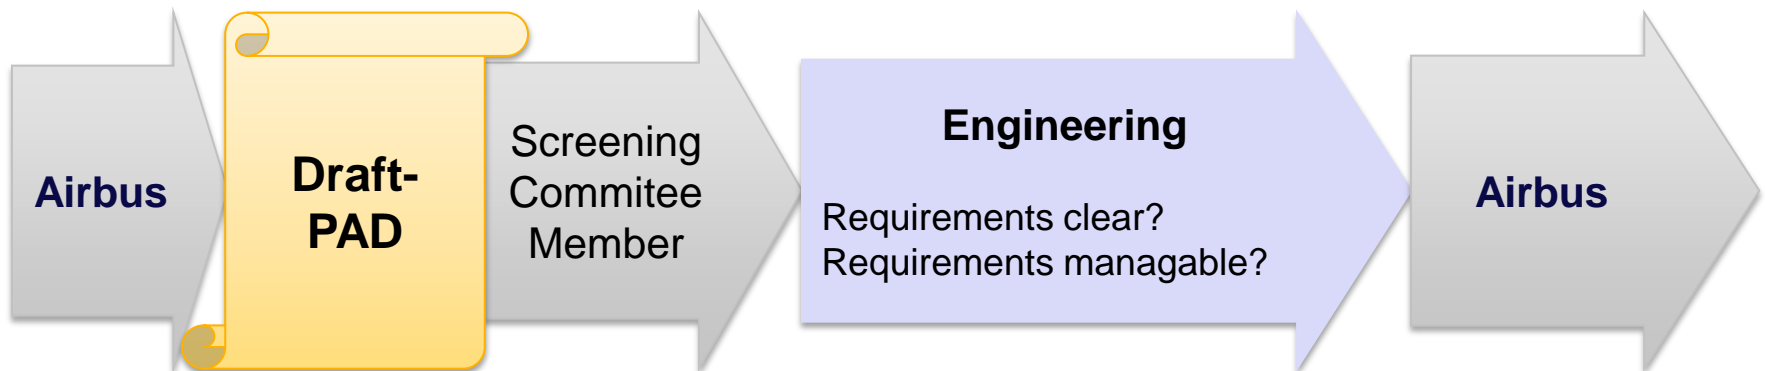 Airbus
Draft-
PAD
Screening
Commitee
Member
Engineering
Requirements clear?
Requirements managable?
Airbus